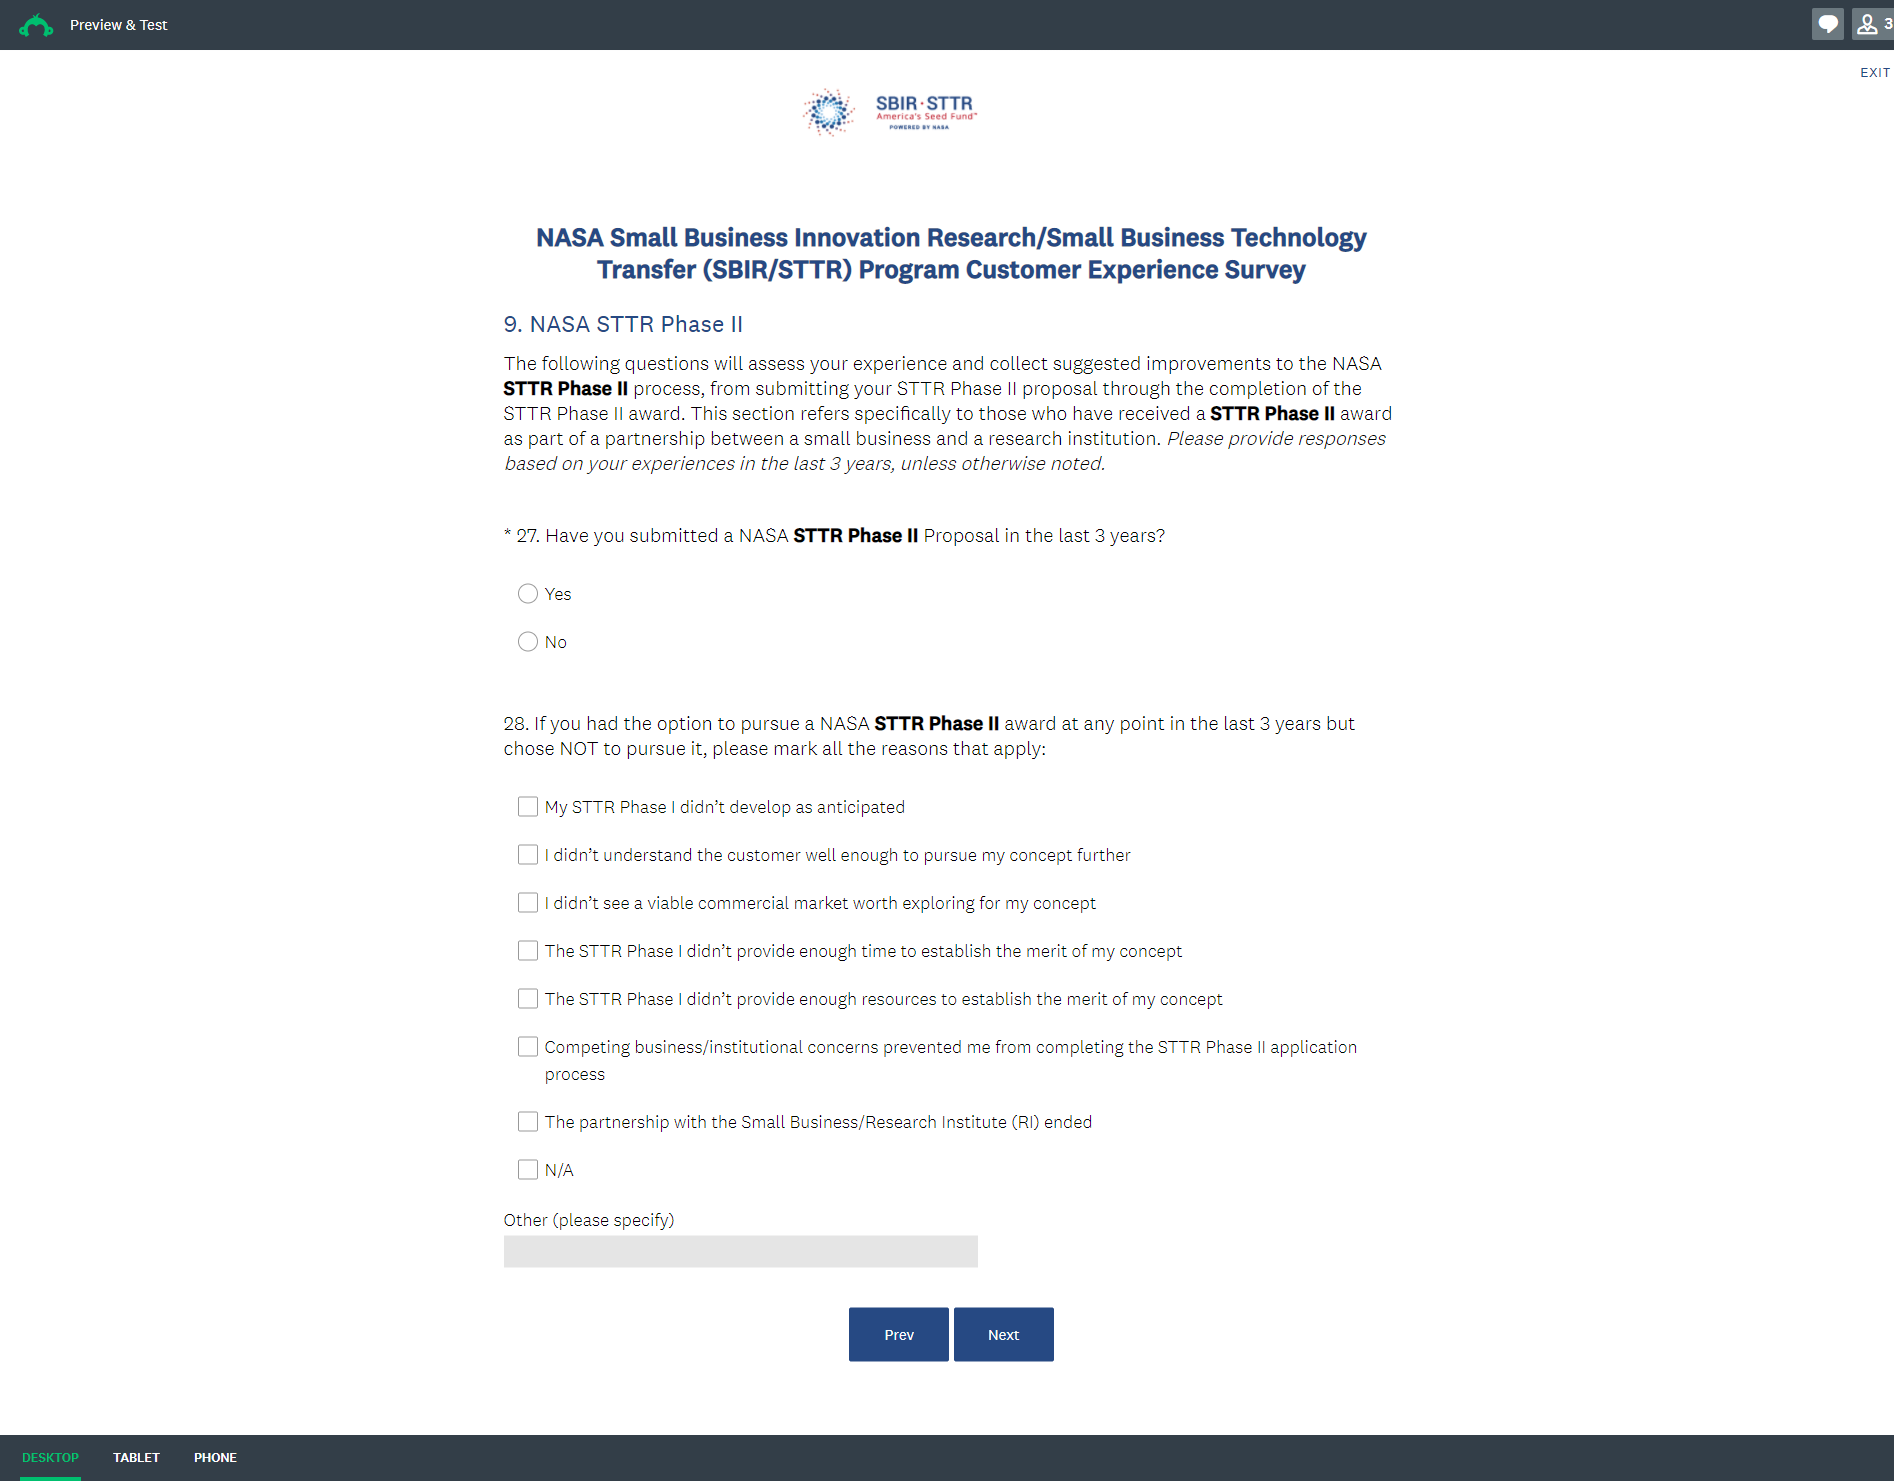 Preview & Test
3
EXIT
SBIR·STTR
America's Seed Fund™
POWERED BY NASA
NASA Small Business Innovation Research/Small Business Technology
Transfer (SBIR/STTR) Program Customer Experience Survey
9. NASA STTR Phase II
The following questions will assess your experience and collect suggested improvements to the NASA
STTR Phase II process, from submitting your STTR Phase II proposal through the completion of the
STTR Phase II award. This section refers specifically to those who have received a STTR Phase II award
as part of a partnership between a small business and a research institution. Please provide responses
based on your experiences in the last 3 years, unless otherwise noted.
* 27. Have you submitted a NASA STTR Phase II Proposal in the last 3 years?
Yes
No
28. If you had the option to pursue a NASA STTR Phase II award at any point in the last 3 years but
chose NOT to pursue it, please mark all the reasons that apply:
My STTR Phase I didn’t develop as anticipated
I didn’t understand the customer well enough to pursue my concept further
I didn’t see a viable commercial market worth exploring for my concept
The STTR Phase I didn’t provide enough time to establish the merit of my concept
The STTR Phase I didn’t provide enough resources to establish the merit of my concept
Competing business/institutional concerns prevented me from completing the STTR Phase II application
process
The partnership with the Small Business/Research Institute (RI) ended
N/A
Other (please specify)
Prev Next
DESKTOP TABLET PHONE